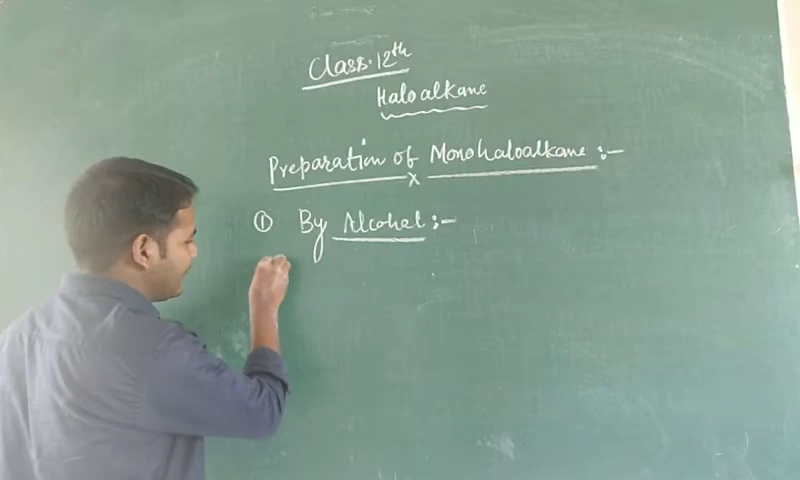 Class. 12th
Haloalkane
Preparation of Monohaloalkane :-
x
① By Alcohol :-